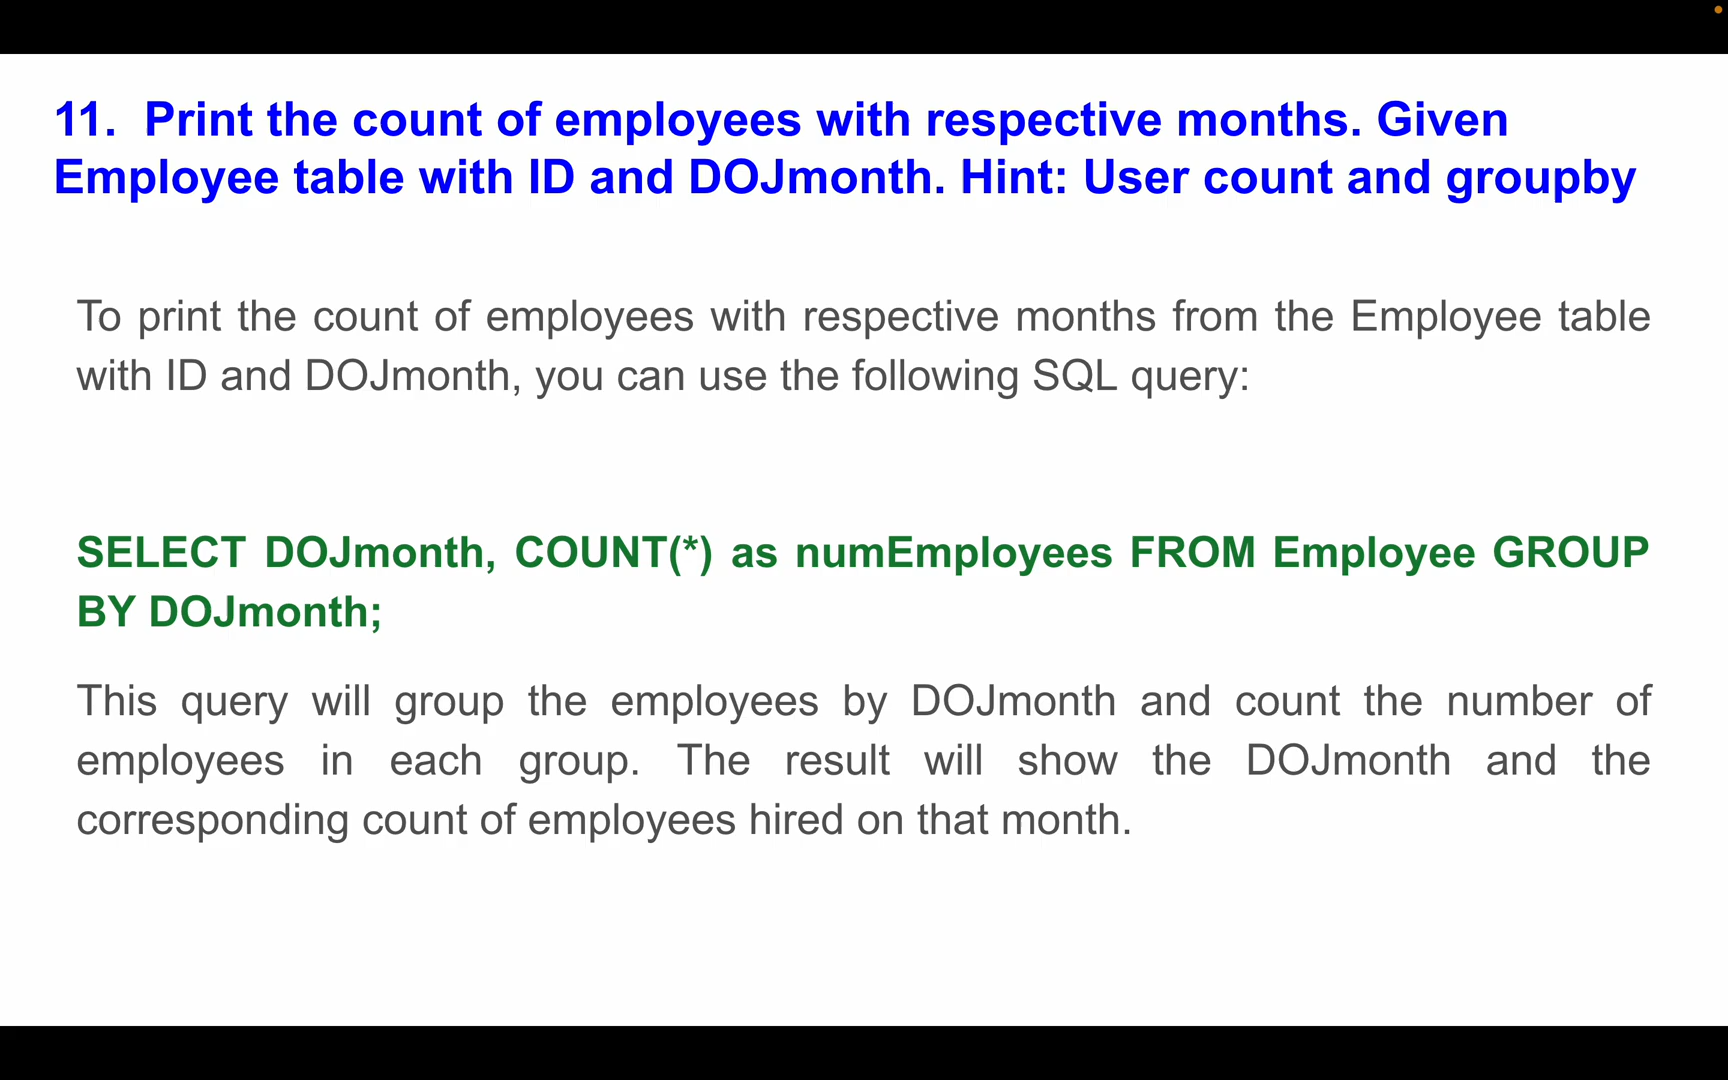 11. Print the count of employees with respective months. Given
Employee table with ID and DOJmonth. Hint: User count and groupby
To print the count of employees with respective months from the Employee table
with ID and DOJmonth, you can use the following SQL query:
SELECT DOJmonth, COUNT(*) as numEmployees FROM Employee GROUP
BY DOJmonth;
This query will group the employees by DOJmonth and count the number of
employees in each group. The result will show the DOJmonth and the
corresponding count of employees hired on that month.